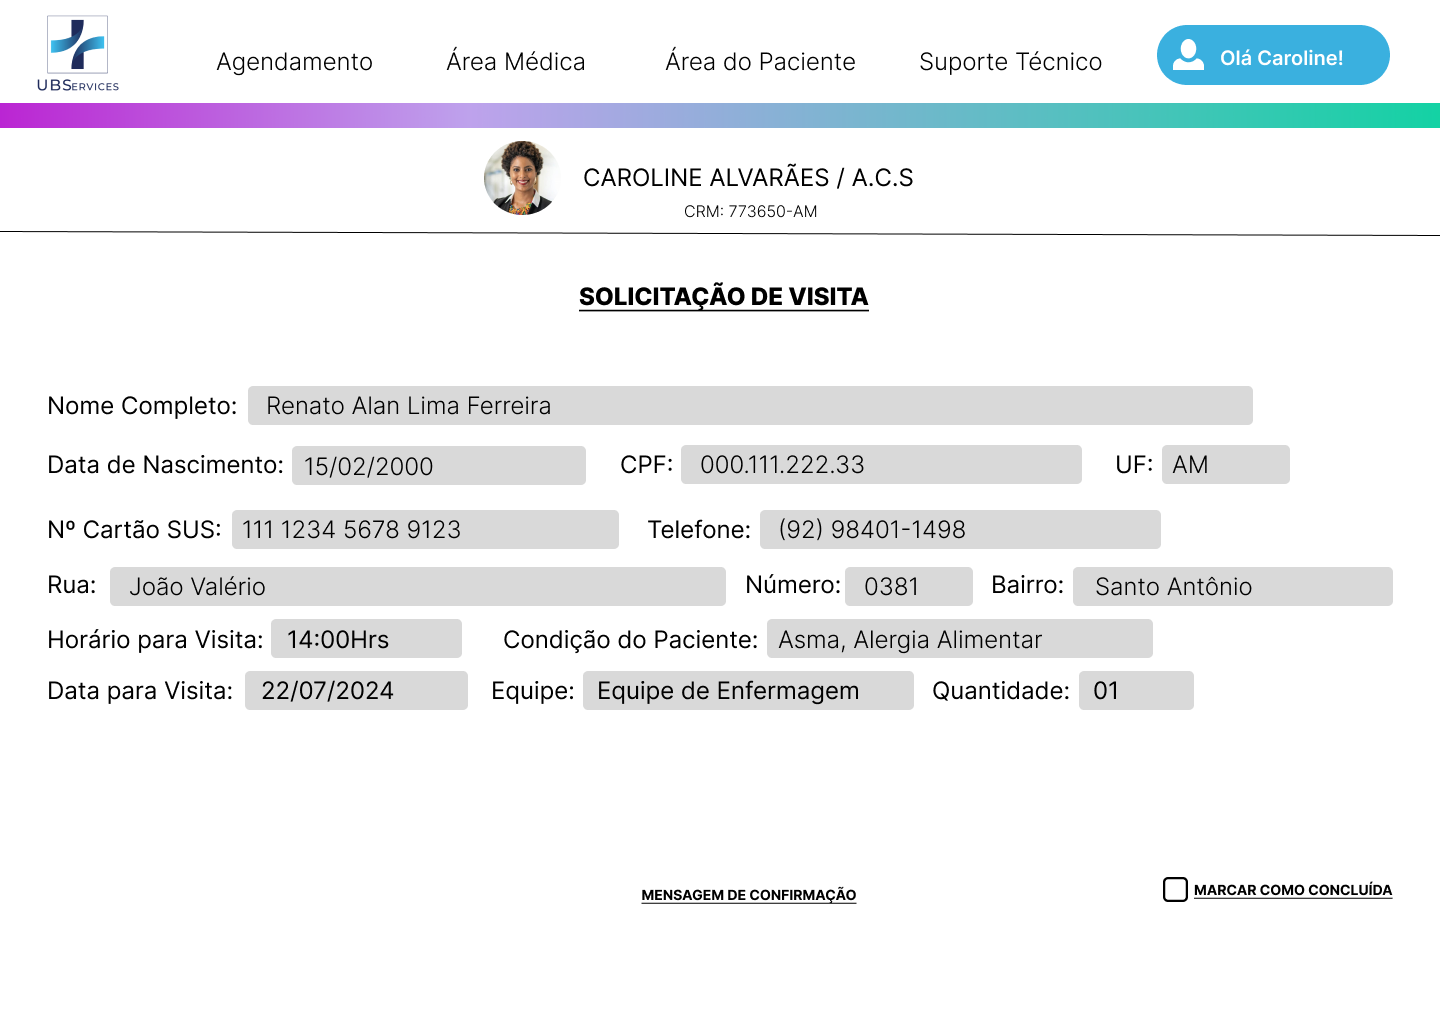 UBServices
Agendamento Área Médica Área do Paciente Suporte Técnico Olá Caroline!
CAROLINE ALVARÃES / A.C.S
CRM: 773650-AM
SOLICITAÇÃO DE VISITA
Nome Completo: Renato Alan Lima Ferreira
Data de Nascimento: 15/02/2000 CPF: 000.111.222.33 UF: AM
Nº Cartão SUS: 111 1234 5678 9123 Telefone: (92) 98401-1498
Rua: João Valério Número: 0381 Bairro: Santo Antônio
Horário para Visita: 14:00Hrs Condição do Paciente: Asma, Alergia Alimentar
Data para Visita: 22/07/2024 Equipe: Equipe de Enfermagem Quantidade: 01
MENSAGEM DE CONFIRMAÇÃO MARCAR COMO CONCLUÍDA